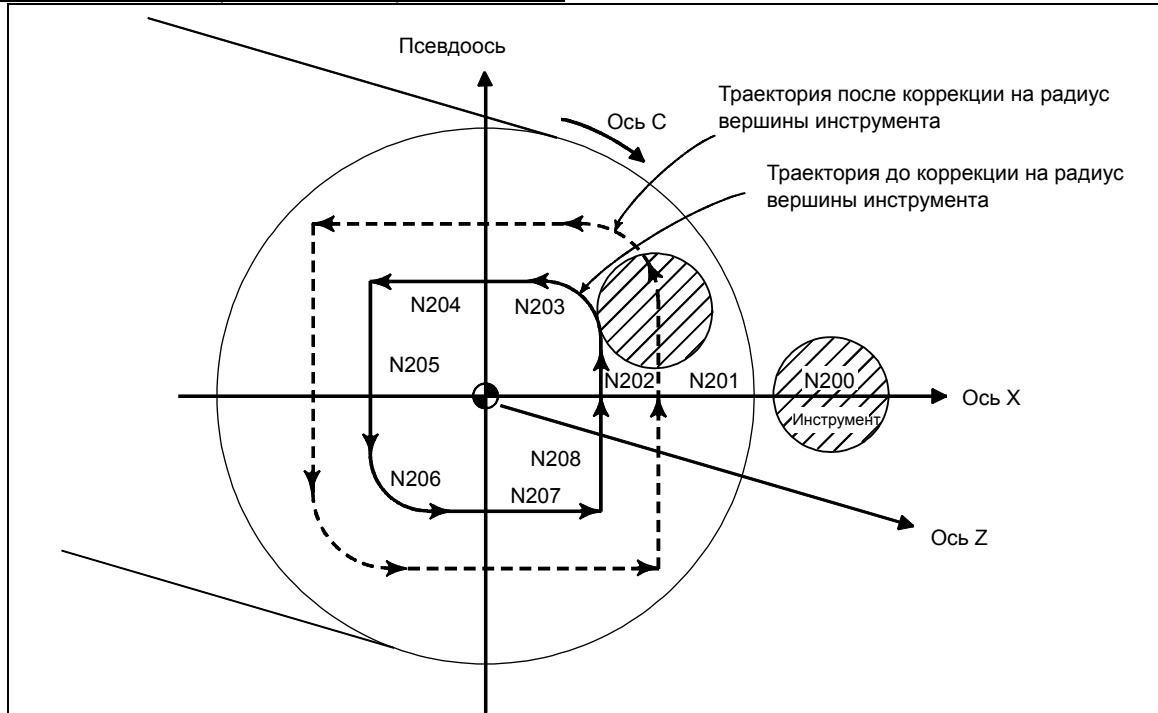 Псевдоось
Траектория после коррекции на радиус
вершины инструмента
Ось C
Траектория до коррекции на радиус
вершины инструмента
N204
N203
N205
N202
N201
N200
Ось X
Инструмент
N208
N206
N207
Ось Z